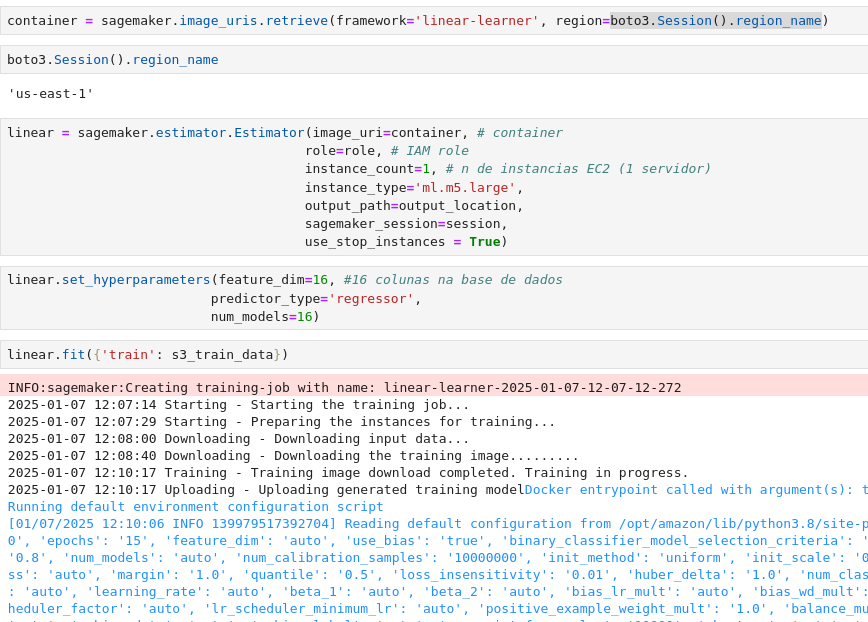 container = sagemaker.image_uris.retrieve(framework='linear-learner', region=boto3.Session().region_name)
boto3.Session().region_name
'us-east-1'
linear = sagemaker.estimator.Estimator(image_uri=container, # container
role=role, # IAM role
instance_count=1, # n de instancias EC2 (1 servidor)
instance_type='ml.m5.large',
output_path=output_location,
sagemaker_session=session,
use_stop_instances = True)
linear.set_hyperparameters(feature_dim=16, #16 colunas na base de dados
predictor_type='regressor',
num_models=16)
linear.fit({'train': s3_train_data})
INFO:sagemaker:Creating training-job with name: linear-learner-2025-01-07-12-07-12-272
2025-01-07 12:07:14 Starting - Starting the training job...
2025-01-07 12:07:29 Starting - Preparing the instances for training...
2025-01-07 12:08:00 Downloading - Downloading input data...
2025-01-07 12:08:40 Downloading - Downloading the training image.........
2025-01-07 12:10:17 Training - Training image download completed. Training in progress.
2025-01-07 12:10:17 Uploading - Uploading generated training modelDocker entrypoint called with argument(s): t
Running default environment configuration script
[01/07/2025 12:10:06 INFO 139979517392704] Reading default configuration from /opt/amazon/lib/python3.8/site-p
0', 'epochs': '15', 'feature_dim': 'auto', 'use_bias': 'true', 'binary_classifier_model_selection_criteria': '
'0.8', 'num_models': 'auto', 'num_calibration_samples': '10000000', 'init_method': 'uniform', 'init_scale': '0
ss': 'auto', 'margin': '1.0', 'quantile': '0.5', 'loss_insensitivity': '0.01', 'huber_delta': '1.0', 'num_clas
: 'auto', 'learning_rate': 'auto', 'beta_1': 'auto', 'beta_2': 'auto', 'bias_lr_mult': 'auto', 'bias_wd_mult':
heduler_factor': 'auto', 'lr_scheduler_minimum_lr': 'auto', 'positive_example_weight_mult': '1.0', 'balance_mu